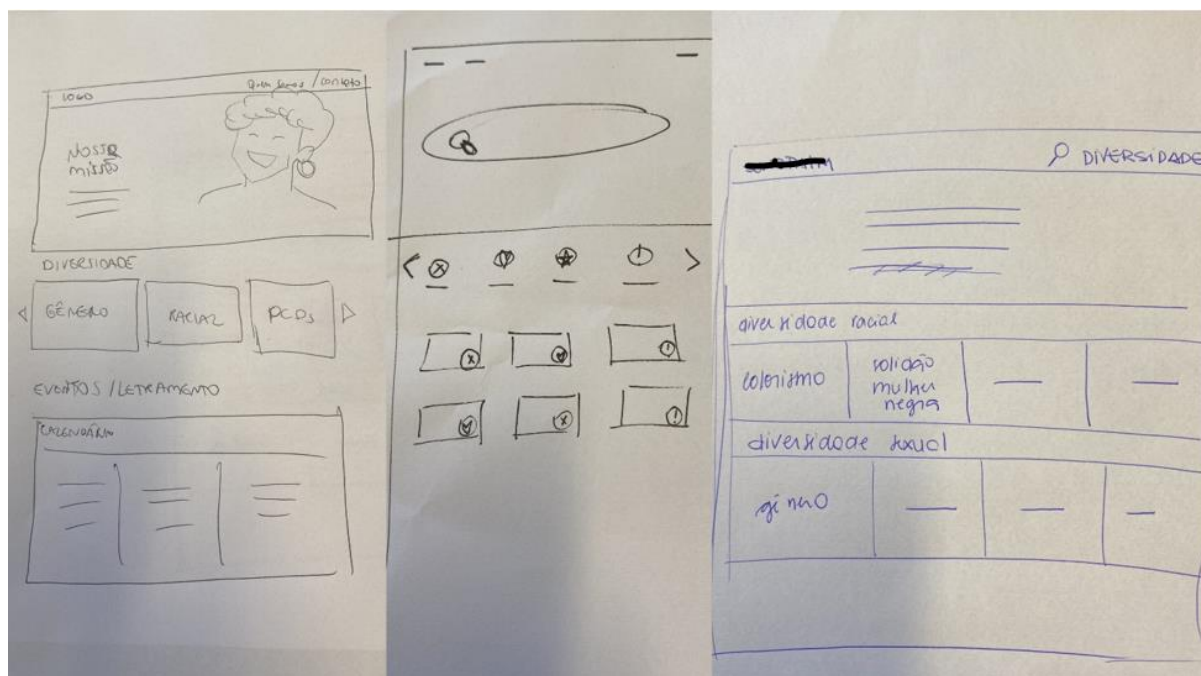 LOGO
quem somos / contato
NOSSA
MISSÃO
DIVERSIDADE
GÊNERO
RACIAL
PCDs
EVENTOS / LETRAMENTO
CALENDÁRIO
DIVERSIDADE
diversidade racial
colorismo
solidão
mulher
negra
diversidade sexual
gênero